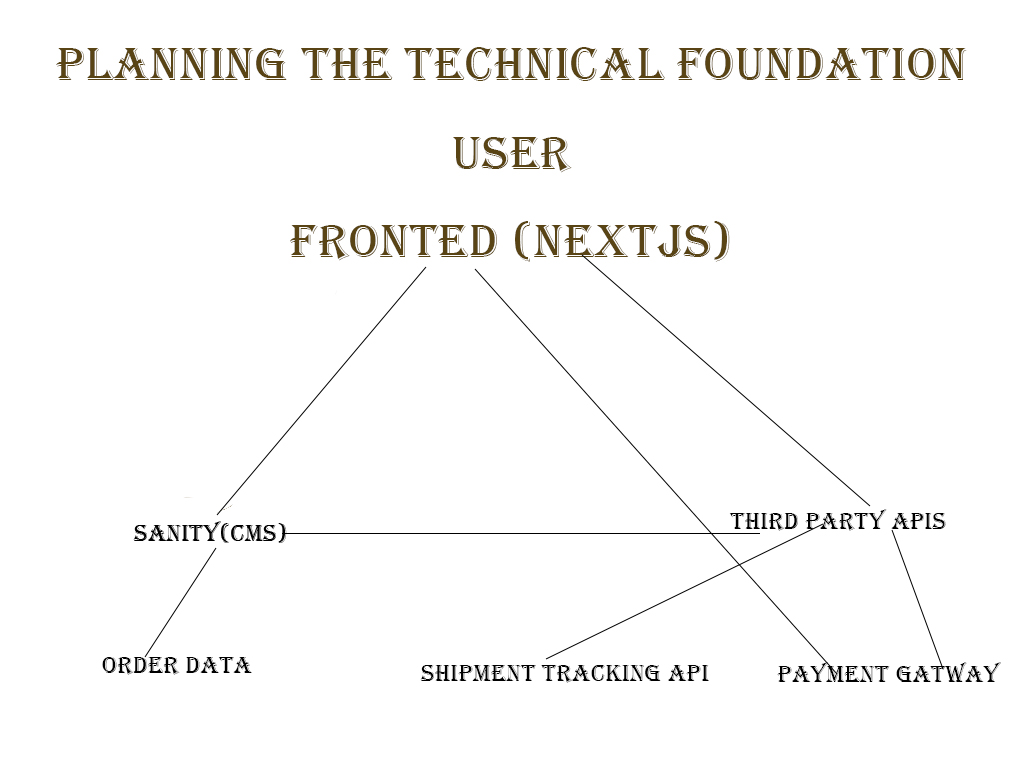 PLANNING THE TECHNICAL FOUNDATION
USER
FRONTED (NEXTJS)
SANITY(CMS)
THIRD PARTY APIS
ORDER DATA
SHIPMENT TRACKING API
PAYMENT GATWAY